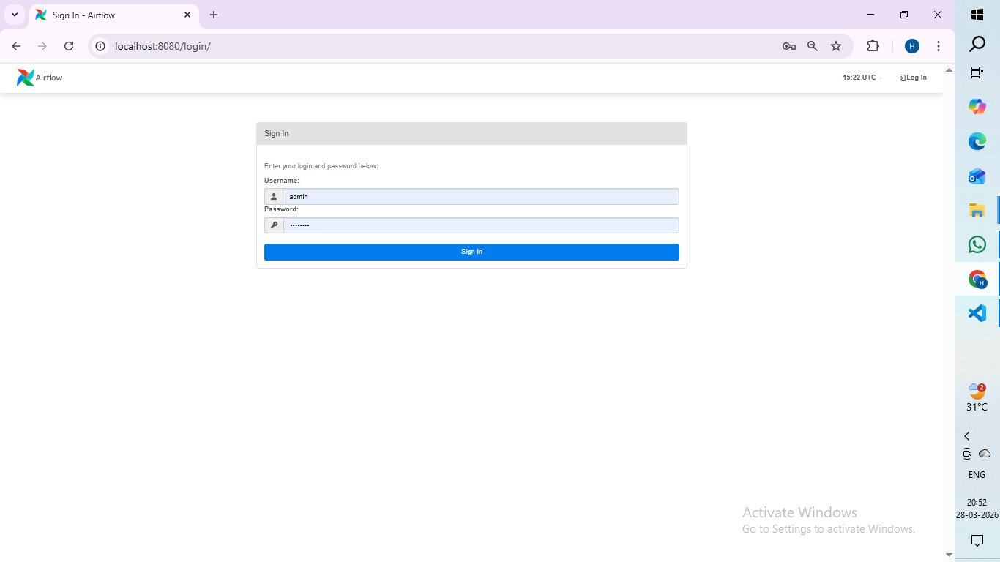 Sign In - Airflow
localhost:8080/login/
H
Airflow
15:22 UTC
Log In
Sign In
Enter your login and password below:
Username:
admin
Password:
••••••••
Sign In
H
2
31°C
ENG
20:52
28-03-2026
Activate Windows
Go to Settings to activate Windows.